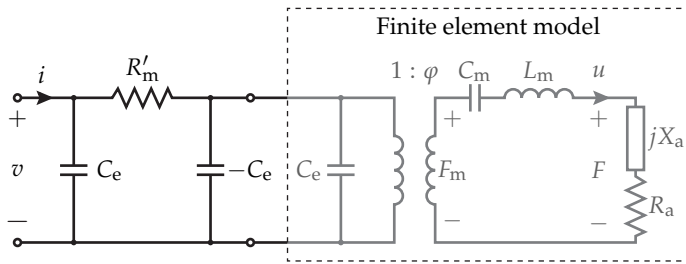 Finite element model
i R′m 1 : φ Cm Lm u
+ + +
v Ce −Ce Ce Fm F jXa
− − − Ra